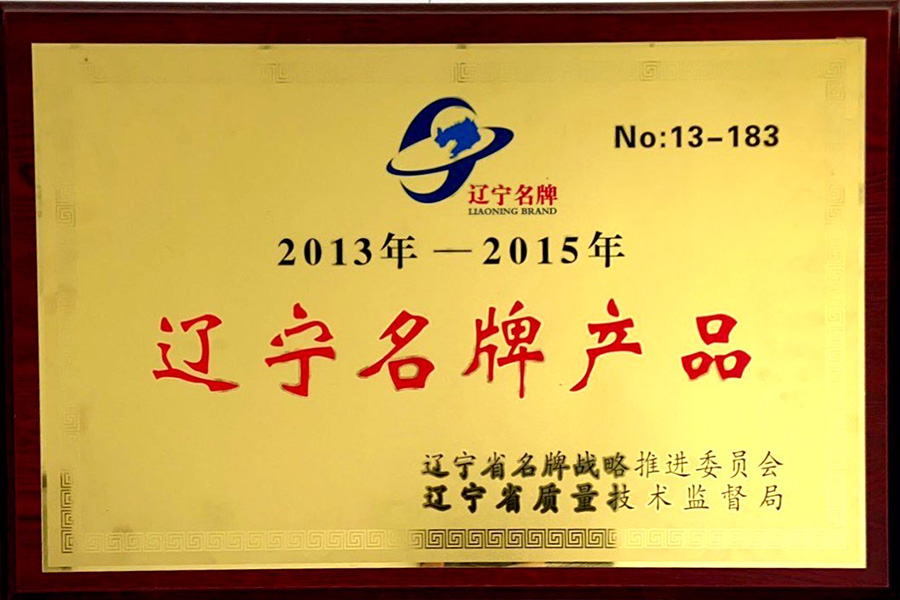 No:13-183
辽宁名牌
LIAONING BRAND
2013年—2015年
辽宁名牌产品
辽宁省名牌战略推进委员会
辽宁省质量技术监督局